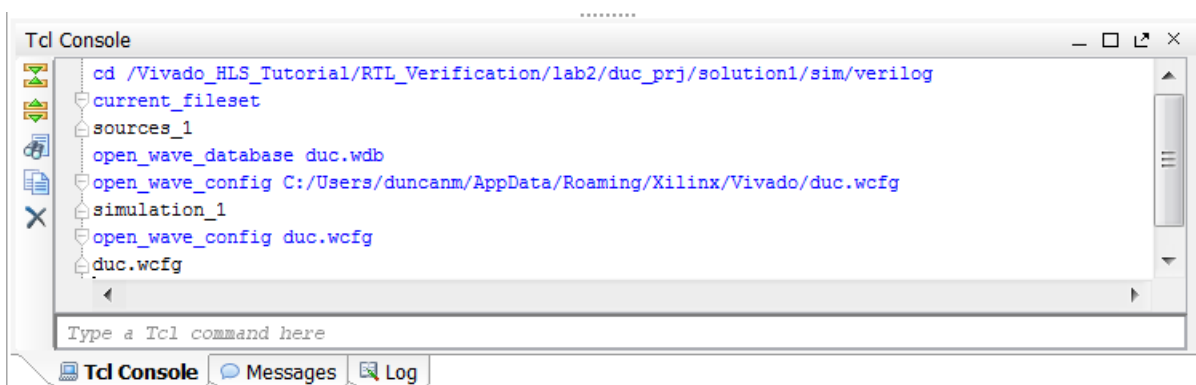 Tcl Console
cd /Vivado_HLS_Tutorial/RTL_Verification/lab2/duc_prj/solution1/sim/verilog
current_fileset
sources_1
open_wave_database duc.wdb
open_wave_config C:/Users/duncanm/AppData/Roaming/Xilinx/Vivado/duc.wcfg
simulation_1
open_wave_config duc.wcfg
duc.wcfg
Type a Tcl command here
Tcl Console Messages Log